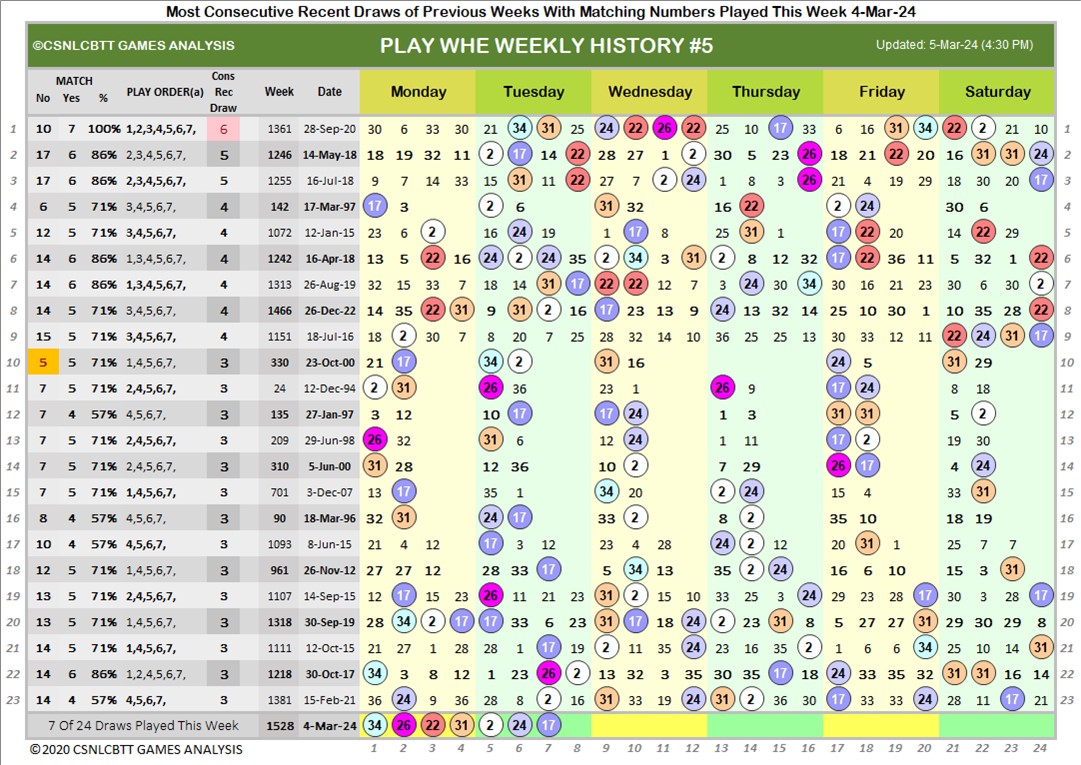 Most Consecutive Recent Draws of Previous Weeks With Matching Numbers Played This Week 4-Mar-24
©CSNLCBTT GAMES ANALYSIS PLAY WHE WEEKLY HISTORY #5 Updated: 5-Mar-24 (4:30 PM)
No MATCH Yes % PLAY ORDER(a) Cons Rec Draw Week Date Monday Tuesday Wednesday Thursday Friday Saturday
1 10 7 100% 1,2,3,4,5,6,7, 6 1361 28-Sep-20 30 6 33 30 21 34 31 25 24 22 26 22 25 10 17 33 6 16 31 34 22 2 21 10 1
2 17 6 86% 2,3,4,5,6,7, 5 1246 14-May-18 18 19 32 11 2 17 14 22 28 27 1 2 30 5 23 26 18 21 22 20 16 31 31 24 2
3 17 6 86% 2,3,4,5,6,7, 5 1255 16-Jul-18 9 7 14 33 15 31 11 22 27 7 2 24 1 8 3 26 21 4 19 29 18 30 20 17 3
4 6 5 71% 3,4,5,6,7, 4 142 17-Mar-97 17 3 2 6 31 32 16 22 2 24 30 6 4
5 12 5 71% 3,4,5,6,7, 4 1072 12-Jan-15 23 6 2 16 24 19 1 17 8 25 31 1 17 22 20 14 22 29 5
6 14 6 86% 1,3,4,5,6,7, 4 1242 16-Apr-18 13 5 22 16 24 2 24 35 2 34 3 31 2 8 12 32 17 22 36 11 5 32 1 22 6
7 14 6 86% 1,3,4,5,6,7, 4 1313 26-Aug-19 32 15 33 7 18 14 31 17 22 22 12 7 3 24 30 34 30 16 21 23 30 6 30 2 7
8 14 5 71% 3,4,5,6,7, 4 1466 26-Dec-22 14 35 22 31 9 31 2 16 17 23 13 9 24 13 32 14 25 10 30 1 10 35 28 22 8
9 15 5 71% 3,4,5,6,7, 4 1151 18-Jul-16 18 2 30 7 8 20 7 25 28 32 14 10 36 25 25 13 30 33 12 11 22 24 31 17 9
10 5 5 71% 1,4,5,6,7, 3 330 23-Oct-00 21 17 34 2 31 16 24 5 31 29 10
11 7 5 71% 2,4,5,6,7, 3 24 12-Dec-94 2 31 26 36 23 1 26 9 17 24 8 18 11
12 7 4 57% 4,5,6,7, 3 135 27-Jan-97 3 12 10 17 17 24 1 3 31 31 5 2 12
13 7 5 71% 2,4,5,6,7, 3 209 29-Jun-98 26 32 31 6 12 24 1 11 17 2 19 30 13
14 7 5 71% 2,4,5,6,7, 3 310 5-Jun-00 31 28 12 36 10 2 7 29 26 17 4 24 14
15 7 5 71% 1,4,5,6,7, 3 701 3-Dec-07 13 17 35 1 34 20 2 24 15 4 33 31 15
16 8 4 57% 4,5,6,7, 3 90 18-Mar-96 32 31 24 17 33 2 8 2 35 10 18 19 16
17 10 4 57% 4,5,6,7, 3 1093 8-Jun-15 21 4 12 17 3 12 23 4 28 24 2 12 20 31 1 25 7 7 17
18 12 5 71% 1,4,5,6,7, 3 961 26-Nov-12 27 27 12 28 33 17 5 34 13 35 2 24 16 6 10 15 3 31 18
19 13 5 71% 2,4,5,6,7, 3 1107 14-Sep-15 12 17 15 23 26 11 21 23 31 2 15 10 33 25 3 24 29 23 28 17 30 3 28 17 19
20 13 5 71% 1,4,5,6,7, 3 1318 30-Sep-19 28 34 2 17 17 33 6 23 31 17 18 24 2 23 31 8 5 27 27 31 29 30 29 8 20
21 14 5 71% 1,4,5,6,7, 3 1111 12-Oct-15 21 27 1 28 28 1 17 19 2 11 35 24 23 16 35 2 1 6 6 34 25 10 14 31 21
22 14 6 86% 1,2,4,5,6,7, 3 1218 30-Oct-17 34 3 8 12 1 23 26 2 13 32 3 35 30 35 17 18 24 33 35 32 31 31 16 14 22
23 14 4 57% 4,5,6,7, 3 1381 15-Feb-21 36 24 9 36 28 8 2 16 31 33 19 24 31 2 36 30 17 33 33 24 28 11 17 21 23
7 Of 24 Draws Played This Week 1528 4-Mar-24 34 26 22 31 2 24 17
© 2020 CSNLCBTT GAMES ANALYSIS 1 2 3 4 5 6 7 8 9 10 11 12 13 14 15 16 17 18 19 20 21 22 23 24